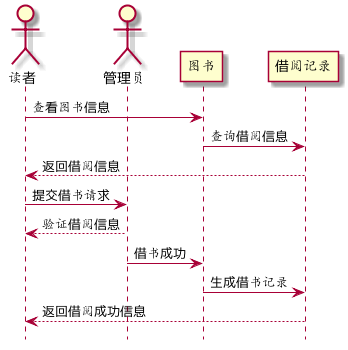 读者
管理员
图书
借阅记录
查看图书信息
查询借阅信息
返回借阅信息
提交借书请求
验证借阅信息
借书成功
生成借书记录
返回借阅成功信息